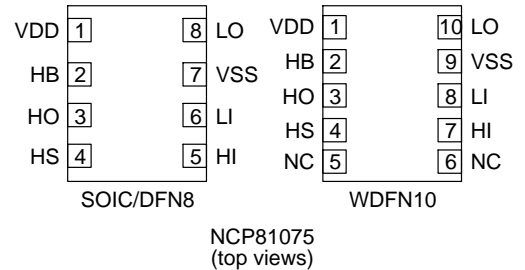 VDD 1 8 LO
HB 2 7 VSS
HO 3 6 LI
HS 4 5 HI
SOIC/DFN8
VDD 1 10 LO
HB 2 9 VSS
HO 3 8 LI
HS 4 7 HI
NC 5 6 NC
WDFN10
NCP81075
(top views)